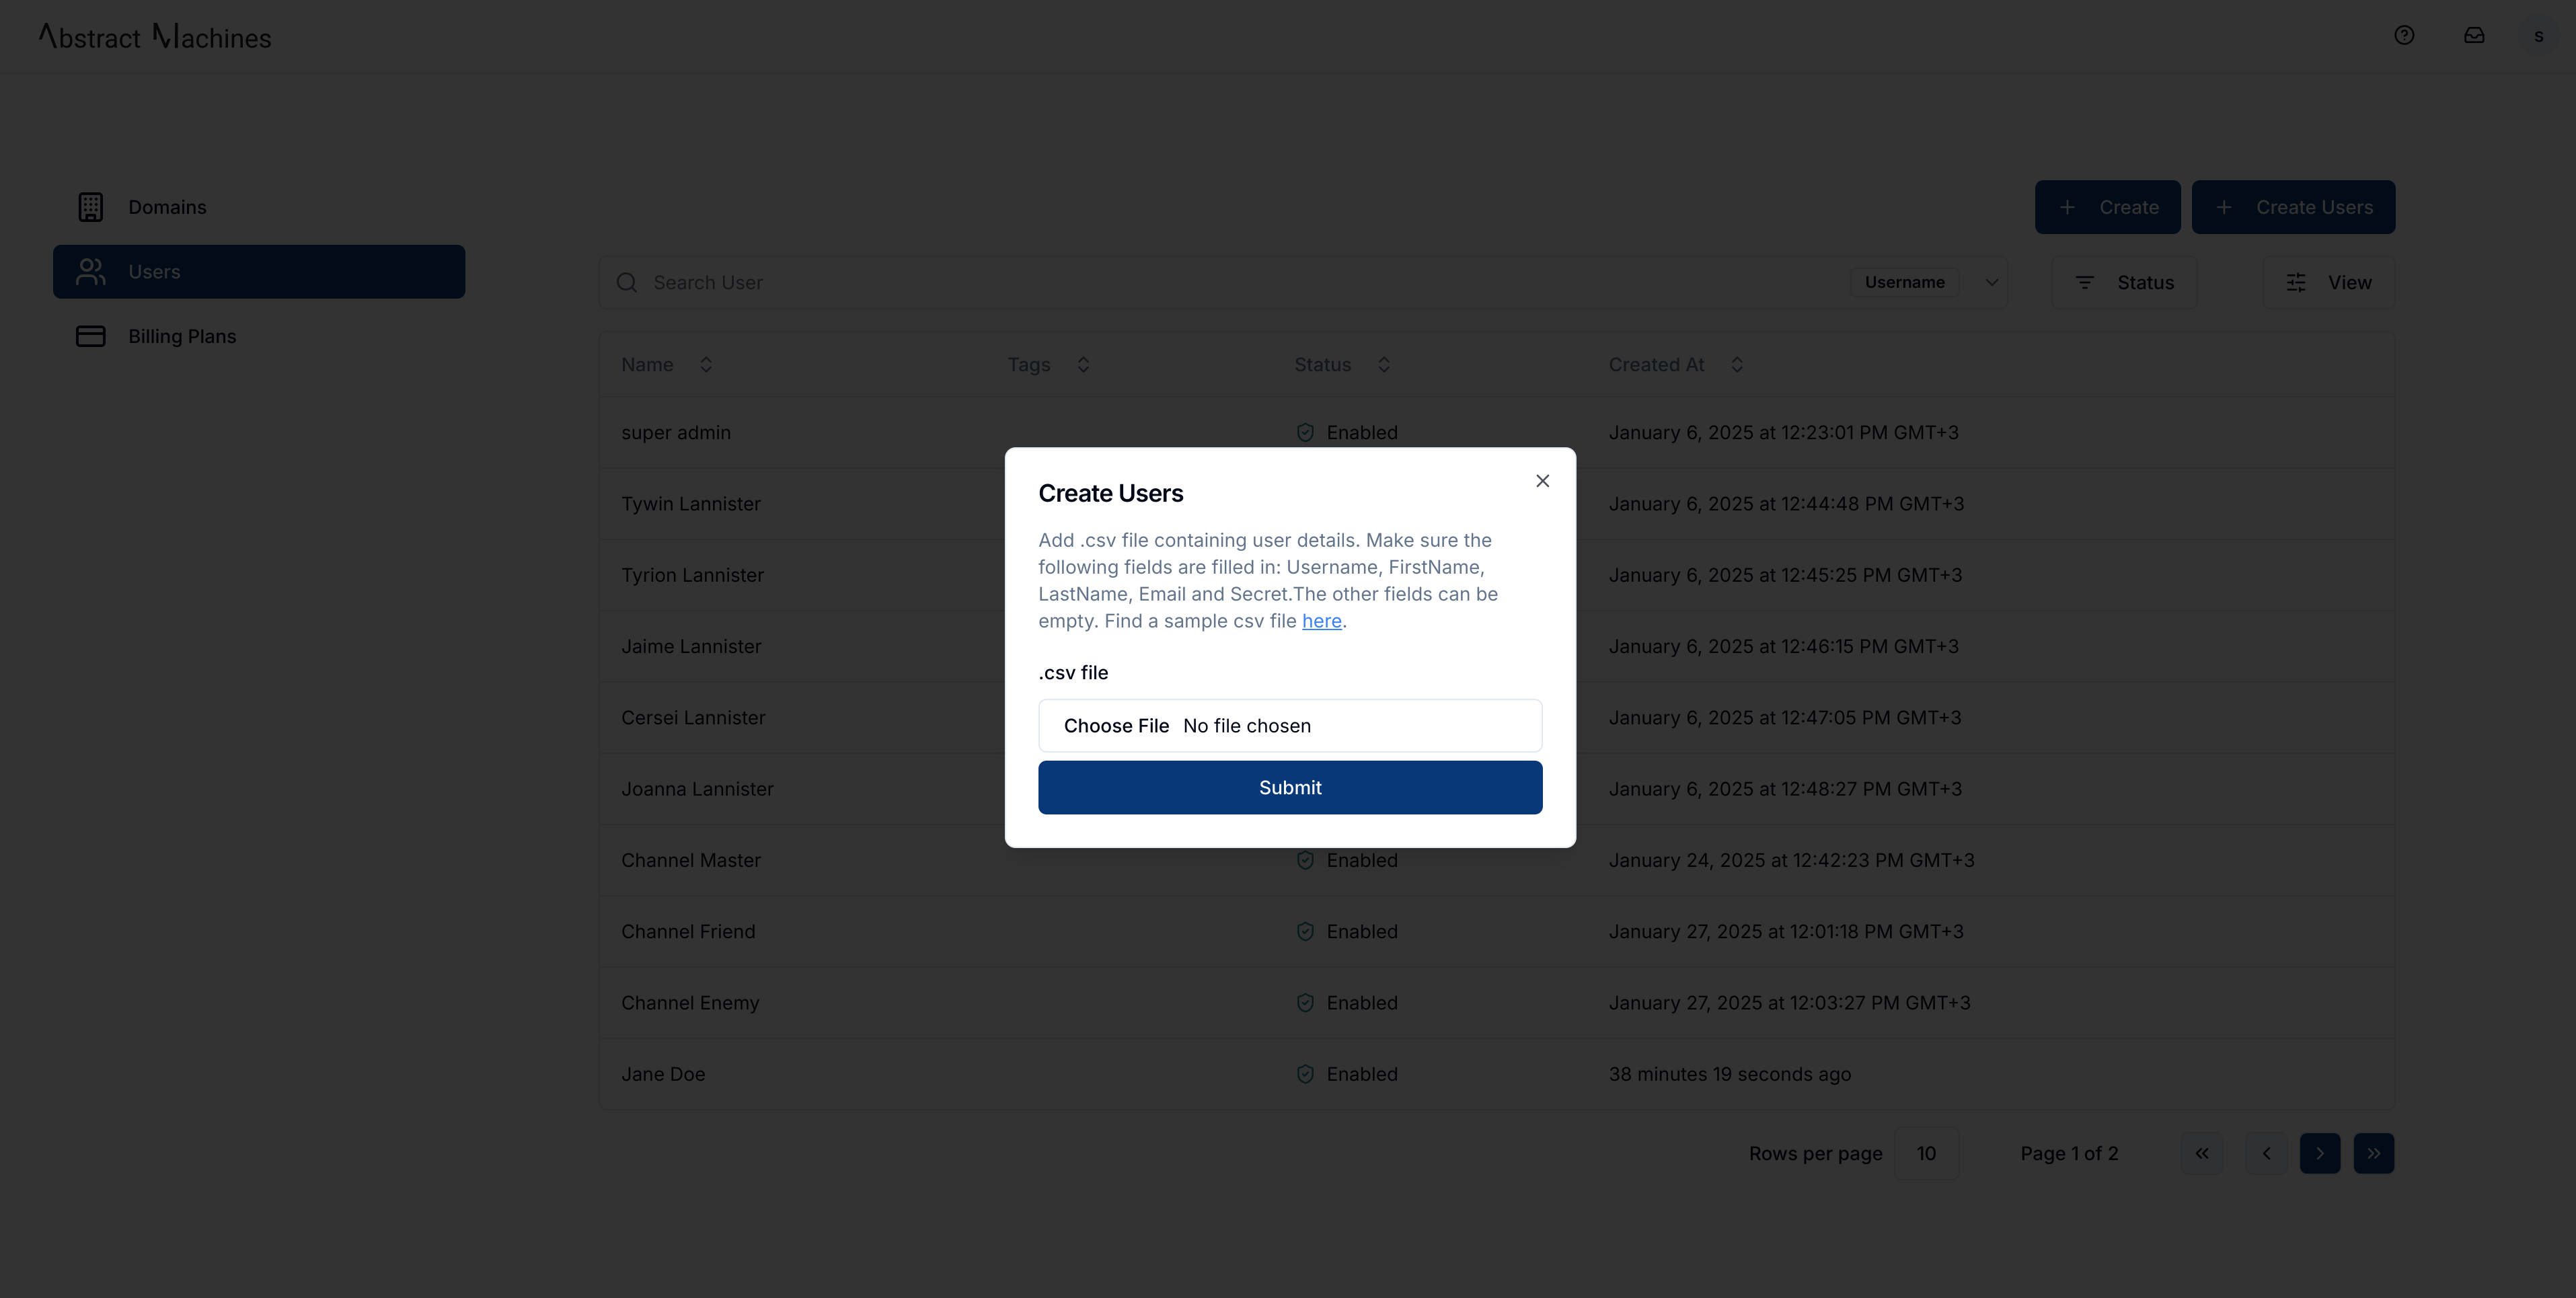 Abstract Machines
s
Domains
Users
Billing Plans
Create
Create Users
Search User
Username
Status
View
Name
Tags
Status
Created At
super admin
Enabled
January 6, 2025 at 12:23:01 PM GMT+3
Tywin Lannister
January 6, 2025 at 12:44:48 PM GMT+3
Tyrion Lannister
January 6, 2025 at 12:45:25 PM GMT+3
Jaime Lannister
January 6, 2025 at 12:46:15 PM GMT+3
Cersei Lannister
January 6, 2025 at 12:47:05 PM GMT+3
Joanna Lannister
January 6, 2025 at 12:48:27 PM GMT+3
Channel Master
Enabled
January 24, 2025 at 12:42:23 PM GMT+3
Channel Friend
Enabled
January 27, 2025 at 12:01:18 PM GMT+3
Channel Enemy
Enabled
January 27, 2025 at 12:03:27 PM GMT+3
Jane Doe
Enabled
38 minutes 19 seconds ago
Rows per page
10
Page 1 of 2
Create Users
Add .csv file containing user details. Make sure the
following fields are filled in: Username, FirstName,
LastName, Email and Secret.The other fields can be
empty. Find a sample csv file here.
.csv file
Choose File No file chosen
Submit